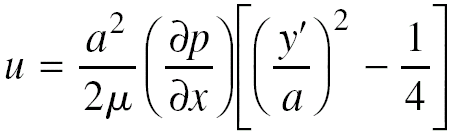 u = \frac{a^2}{2\mu} \left( \frac{\partial p}{\partial x} \right) \left[ \left( \frac{y'}{a} \right)^2 - \frac{1}{4} \right]